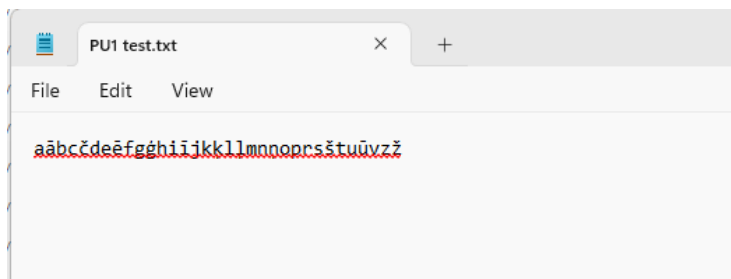 PU1 test.txt
File Edit View
aābcčdeēfgģhiījkķlļmnņoprsštuūvzž